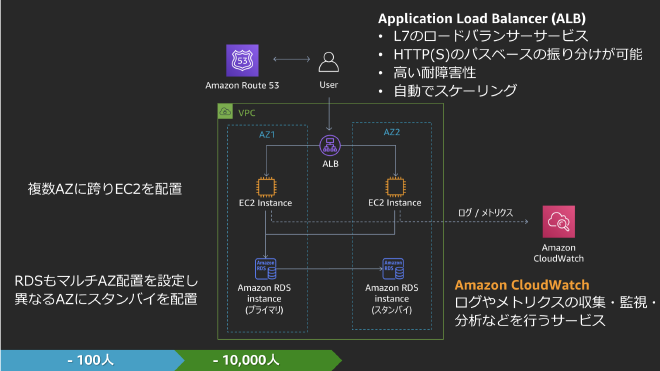 Application Load Balancer (ALB)
• L7のロードバランサーサービス
• HTTP(S)のパスベースの振り分けが可能
• 高い耐障害性
• 自動でスケーリング
53
Amazon Route 53
User
VPC
AZ1
AZ2
ALB
複数AZに跨りEC2を配置
EC2 Instance
EC2 Instance
ログ / メトリクス
Amazon
CloudWatch
RDSもマルチAZ配置を設定し
異なるAZにスタンバイを配置
Amazon
RDS
Amazon RDS
instance
(プライマリ)
Amazon
RDS
Amazon RDS
instance
(スタンバイ)
Amazon CloudWatch
ログやメトリクスの収集・監視・
分析などを行うサービス
- 100人
- 10,000人